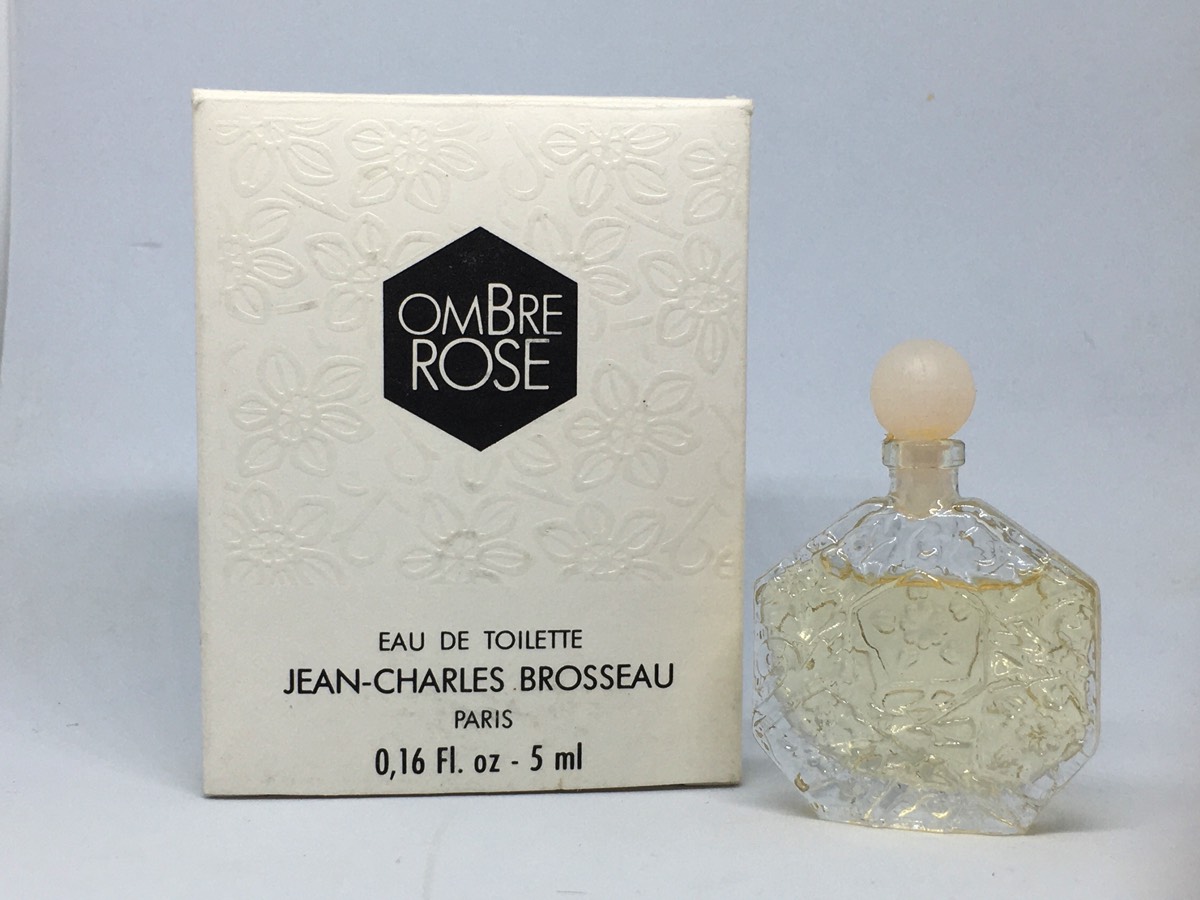 OMBRE
ROSE
EAU DE TOILETTE
JEAN-CHARLES BROSSEAU
PARIS
0,16 Fl. oz - 5 ml